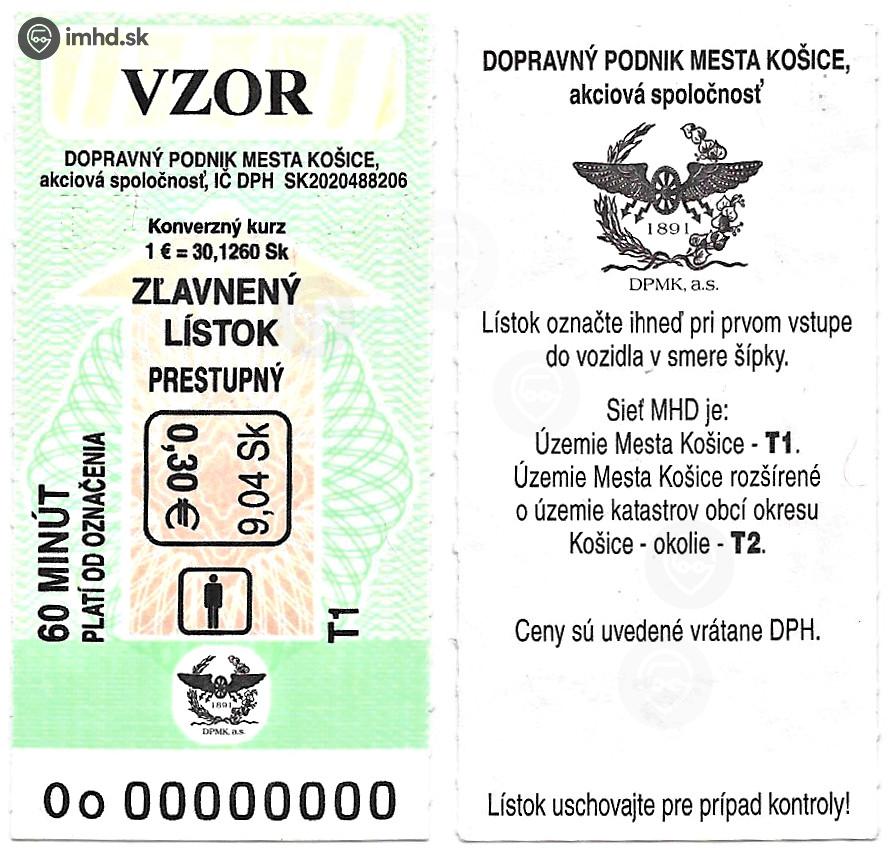 imhd.sk
VZOR
DOPRAVNÝ PODNIK MESTA KOŠICE,
akciová spoločnosť, IČ DPH SK2020488206
Konverzný kurz
1 € = 30,1260 Sk
ZĽAVNENÝ
LÍSTOK
PRESTUPNÝ
0,30 €
9,04 Sk
60 MINÚT
PLATÍ OD OZNAČENIA
T1
1891
DPMK, a.s.
Oo 00000000
DOPRAVNÝ PODNIK MESTA KOŠICE,
akciová spoločnosť
1891
DPMK, a.s.
Lístok označte ihneď pri prvom vstupe
do vozidla v smere šípky.
Sieť MHD je:
Územie Mesta Košice - T1.
Územie Mesta Košice rozšírené
o územie katastrov obcí okresu
Košice - okolie - T2.
Ceny sú uvedené vrátane DPH.
Lístok uschovajte pre prípad kontroly!